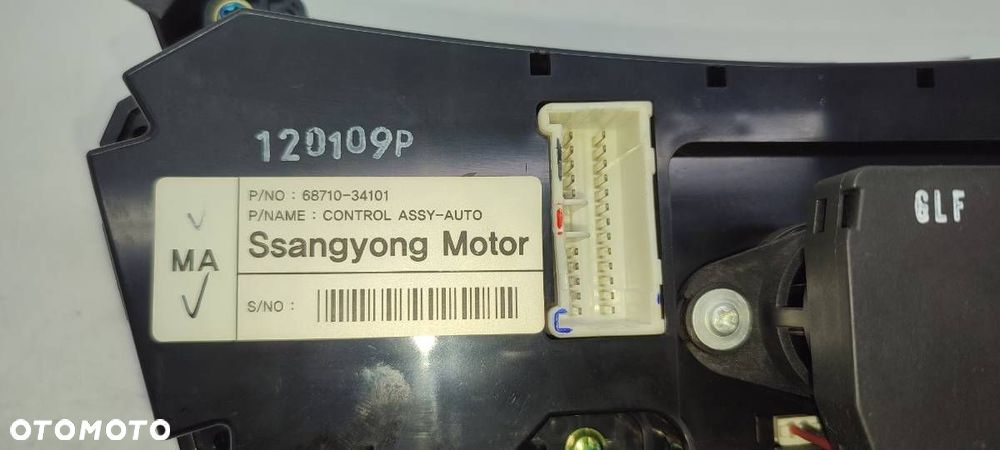 120109P
P/NO : 68710-34101
P/NAME : CONTROL ASSY-AUTO
MA
Ssangyong Motor
S/NO :
GLF
OTOMOTO